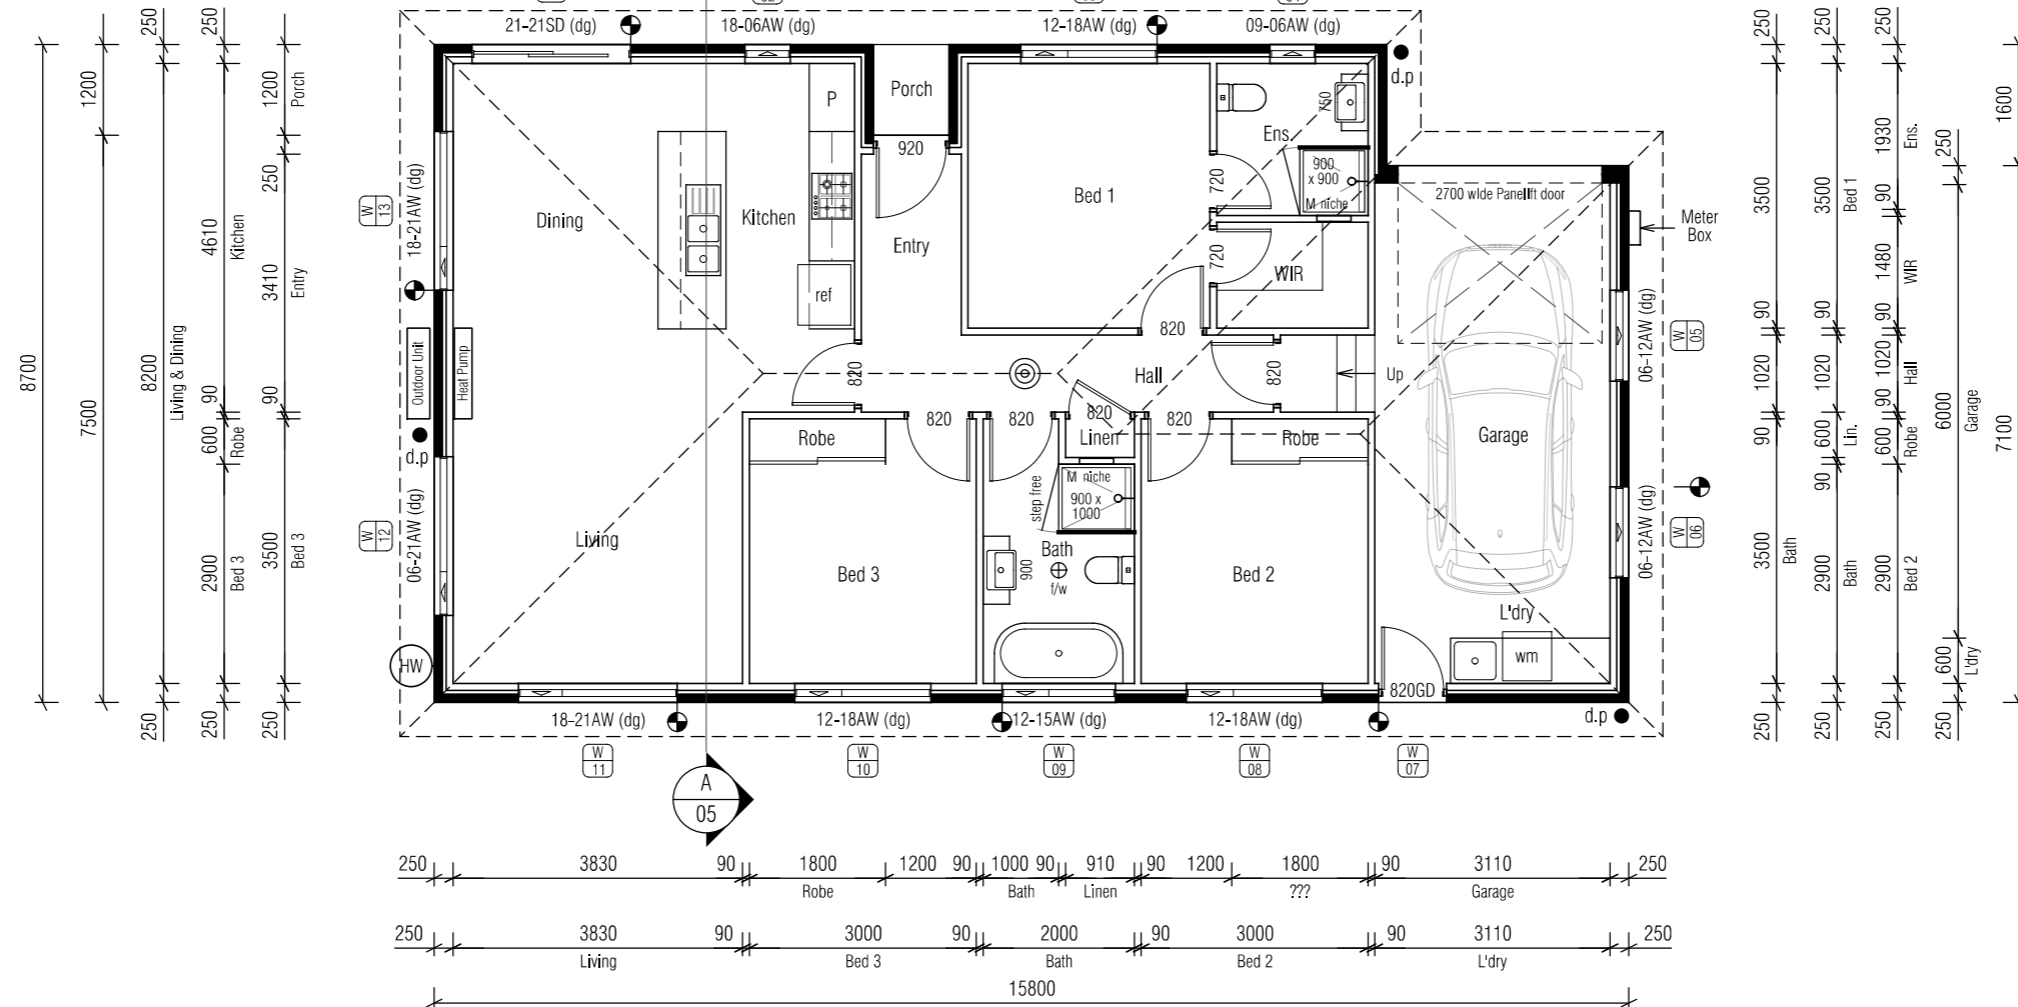 21-21SD (dg)
18-06AW (dg)
12-18AW (dg)
09-06AW (dg)
d.p
P
Porch
920
Dining
Kitchen
Entry
ref
Bed 1
Ens.
750
900
x 900
M niche
720
720
WIR
820
2700 wide Panellift door
Meter
Box
W
13
18-21AW (dg)
Outdoor Unit
Heat Pump
d.p
W
12
06-21AW (dg)
HW
820
Hall
820
Up
820
820
820
820
Linen
Robe
Robe
Garage
M niche
900 x
1000
step free
Living
Bed 3
Bath
900
f/w
Bed 2
L'dry
wm
820GD
d.p
06-12AW (dg)
W
05
06-12AW (dg)
W
06
18-21AW (dg)
12-18AW (dg)
12-15AW (dg)
12-18AW (dg)
W
11
W
10
W
09
W
08
W
07
A
05
8700
1200
7500
250
8200
Living & Dining
250
250
4610
Kitchen
90
600
Robe
2900
Bed 3
250
250
1200
Porch
250
3410
Entry
90
3500
Bed 3
250
250
3500
90
1020
90
3500
Bath
250
250
3500
Bed 1
90
1020
600
Lin.
90
2900
Bath
250
250
1930
Ens.
90
1480
WIR
90
1020
Hall
90
600
Robe
2900
Bed 2
250
250
6000
Garage
600
L'dry
250
1600
7100
250 3830 90 1800 1200 90 1000 90 910 90 1200 1800 90 3110 250
Robe Bath Linen ??? Garage
250 3830 90 3000 90 2000 90 3000 90 3110 250
Living Bed 3 Bath Bed 2 L'dry
15800